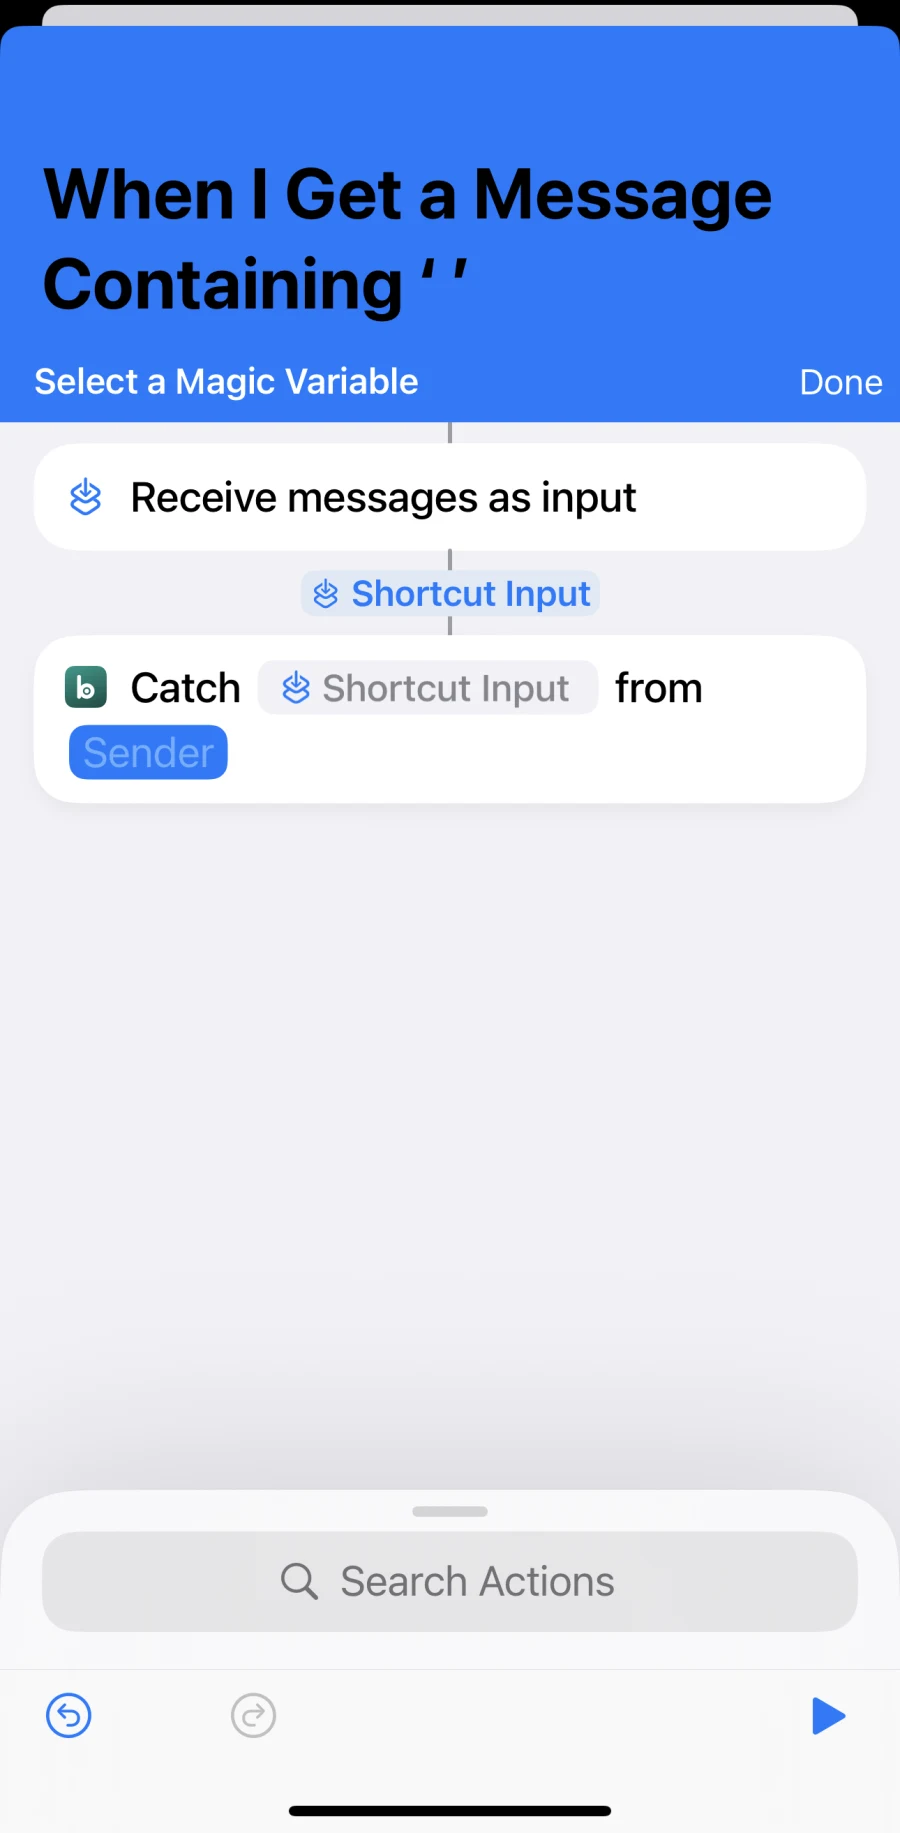 When I Get a Message
Containing ‘ ’
Select a Magic Variable
Done
Receive messages as input
Shortcut Input
b Catch Shortcut Input from
Sender
Search Actions